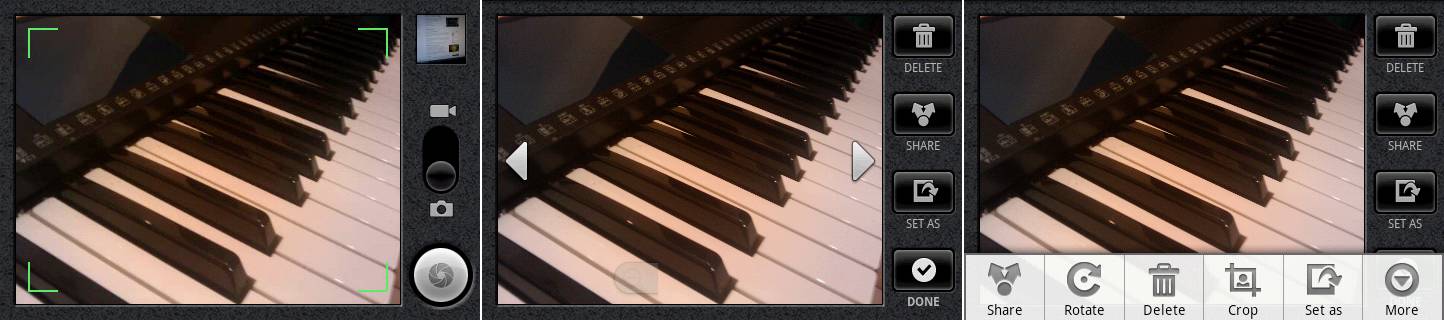 DELETE
SHARE
SET AS
DONE
DELETE
SHARE
SET AS
Share
Rotate
Delete
Crop
Set as
More